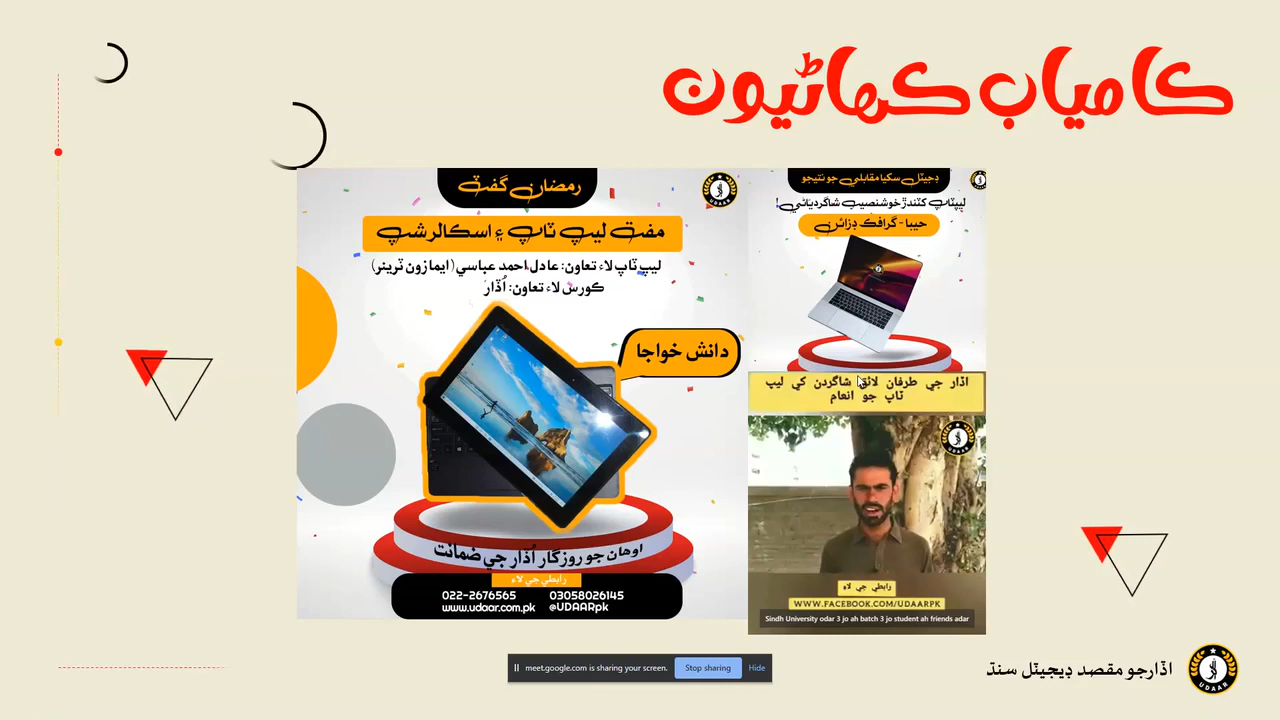 ڪامياب ڪهاڻيون
رمضان گفٽ
UDAAR
مفت ليپ ٽاپ ۽ اسڪالرشپ
ليپ ٽاپ لاءِ تعاون: عادل احمد عباسي (ايمازون ٽرينر)
ڪورس لاءِ تعاون: اُڏار
دانش خواجا
اوهان جو روزگار اُڏار جي ضمانت
رابطي جي لاءِ
022-2676565 03058026145
www.udaar.com.pk @UDAARpk
ڊجيٽل سکيا مقابلي جو نتيجو
ليپٽاپ کٽندڙ خوشنصيب شاگردياڻي!
حيبا - گرافڪ ڊزائن
اڏار جي طرفان لائق شاگردن کي ليپ
ٽاپ جو انعام
UDAAR
رابطي جي لاءِ
WWW.FACEBOOK.COM/UDAARPK
Sindh University odar 3 jo ah batch 3 jo student ah friends adar
meet.google.com is sharing your screen. Stop sharing Hide
اڏارجو مقصد ڊيجيٽل سنڌ
UDAAR